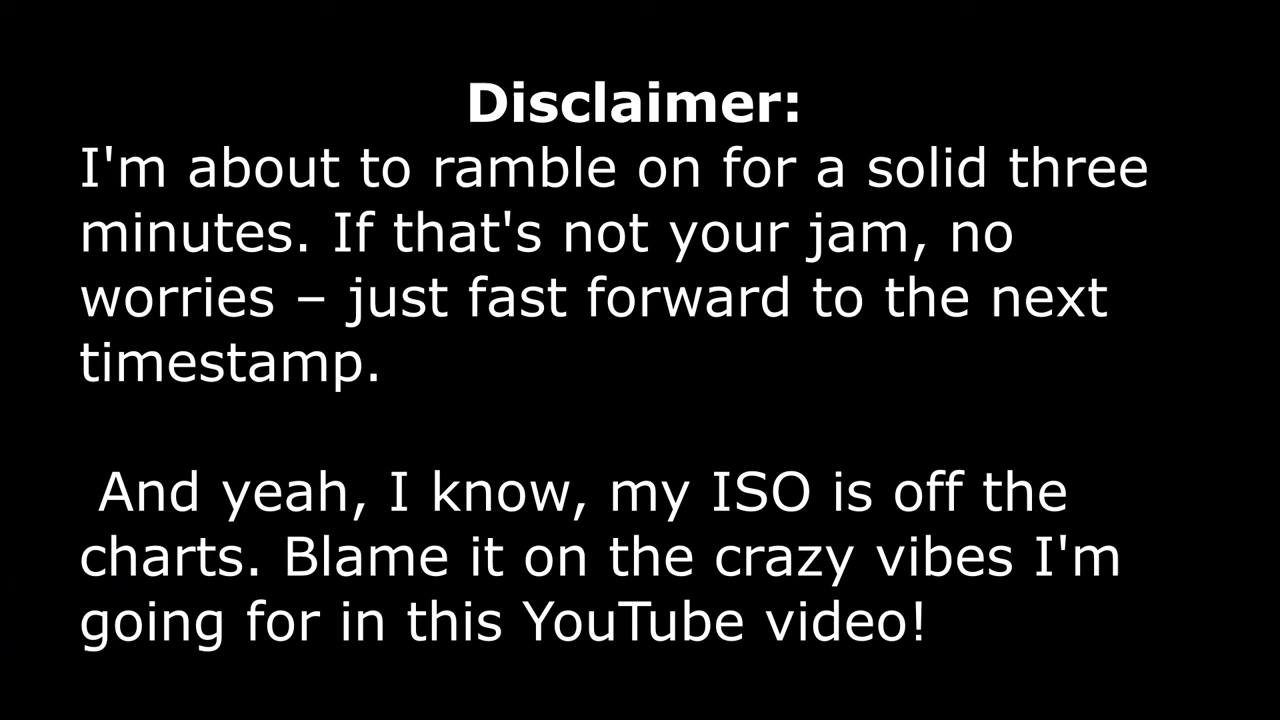 Disclaimer:
I'm about to ramble on for a solid three
minutes. If that's not your jam, no
worries – just fast forward to the next
timestamp.
And yeah, I know, my ISO is off the
charts. Blame it on the crazy vibes I'm
going for in this YouTube video!